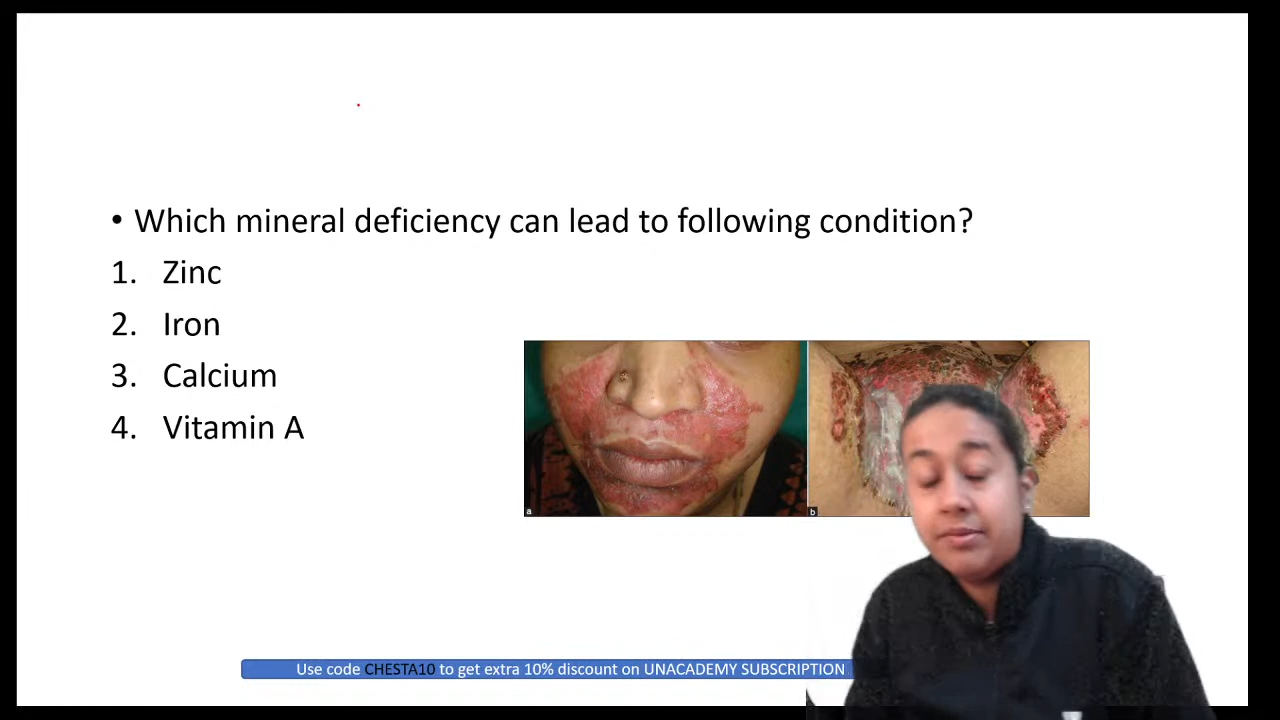 • Which mineral deficiency can lead to following condition?
1. Zinc
2. Iron
3. Calcium
4. Vitamin A
a
b
Use code CHESTA10 to get extra 10% discount on UNACADEMY SUBSCRIPTION